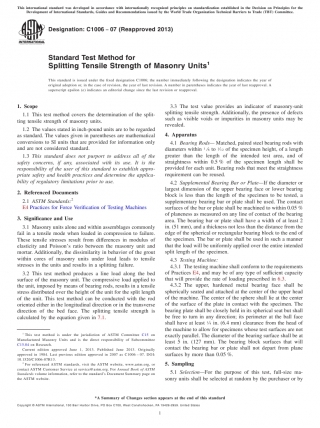 This international standard was developed in accordance with internationally recognized principles on standardization established in the Decision on Principles for the
Development of International Standards, Guides and Recommendations issued by the World Trade Organization Technical Barriers to Trade (TBT) Committee.
Designation: C1006 − 07 (Reapproved 2013)
Standard Test Method for
Splitting Tensile Strength of Masonry Units1
This standard is issued under the fixed designation C1006; the number immediately following the designation indicates the year of
original adoption or, in the case of revision, the year of last revision. A number in parentheses indicates the year of last reapproval. A
superscript epsilon (ε) indicates an editorial change since the last revision or reapproval.
1. Scope
1.1 This test method covers the determination of the split-
ting tensile strength of masonry units.
1.2 The values stated in inch-pound units are to be regarded
as standard. The values given in parentheses are mathematical
conversions to SI units that are provided for information only
and are not considered standard.
1.3 This standard does not purport to address all of the
safety concerns, if any, associated with its use. It is the
responsibility of the user of this standard to establish appro-
priate safety and health practices and determine the applica-
bility of regulatory limitations prior to use.
2. Referenced Documents
2.1 ASTM Standards:2
E4 Practices for Force Verification of Testing Machines
3. Significance and Use
3.1 Masonry units alone and within assemblages commonly
fail in a tensile mode when loaded in compression to failure.
These tensile stresses result from differences in modulus of
elasticity and Poisson's ratio between the masonry unit and
mortar. Additionally, the dissimilarity in behavior of the grout
within cores of masonry units under load leads to tensile
stresses in the units and results in a splitting failure.
3.2 This test method produces a line load along the bed
surface of the masonry unit. The compressive load applied to
the unit, imposed by means of bearing rods, results in a tensile
stress distributed over the height of the unit for the split length
of the unit. This test method can be conducted with the rod
oriented either in the longitudinal direction or in the transverse
direction of the bed face. The splitting tensile strength is
calculated by the equation given in 7.1.
1 This test method is under the jurisdiction of ASTM Committee C15 on
Manufactured Masonry Units and is the direct responsibility of Subcommittee
C15.04 on Research.
Current edition approved June 1, 2013. Published June 2013. Originally
approved in 1984. Last previous edition approved in 2007 as C1006 – 07. DOI:
10.1520/C1006-07R13.
2 For referenced ASTM standards, visit the ASTM website, www.astm.org, or
contact ASTM Customer Service at service@astm.org. For Annual Book of ASTM
Standards volume information, refer to the standard's Document Summary page on
the ASTM website.
3.3 The test value provides an indicator of masonry-unit
splitting tensile strength. Additionally, the presence of defects
such as visible voids or impurities in masonry units may be
revealed.
4. Apparatus
4.1 Bearing Rods— Matched, paired steel bearing rods with
diameters within of the specimen height, of a length
greater than the length of the intended test area, and of
straightness within 0.5 % of the specimen length shall be
provided for each unit. Bearing rods that meet the straightness
requirement can be reused.
4.2 Supplemental Bearing Bar or Plate—If the diameter or
largest dimension of the upper bearing face or lower bearing
block is less than the length of the specimen to be tested, a
supplementary bearing bar or plate shall be used. The contact
surfaces of the bar or plate shall be machined to within 0.05 %
of planeness as measured on any line of contact of the bearing
area. The bearing bar or plate shall have a width of at least 2
in. (51 mm), and a thickness not less than the distance from the
edge of the spherical or rectangular bearing block to the end of
the specimen. The bar or plate shall be used in such a manner
that the load will be uniformly applied over the entire intended
split length of the specimen.
4.3 Testing Machine:
4.3.1 The testing machine shall conform to the requirements
of Practices E4, and may be of any type of sufficient capacity
that will provide the rate of loading prescribed in 6.3.
4.3.2 The upper, hardened metal bearing face shall be
spherically seated and attached at the center of the upper head
of the machine. The center of the sphere shall lie at the center
of the surface of the plate in contact with the specimen. The
bearing plate shall be closely held in its spherical seat but shall
be free to turn in any direction; its perimeter at the ball face
shall have at least ¼ in. (6.4 mm) clearance from the head of
the machine to allow for specimens whose test surfaces are not
exactly parallel. The diameter of the bearing surface shall be at
least 5 in. (127 mm). The bearing block surfaces that will
contact the bearing bar or plate shall not depart from plane
surfaces by more than 0.05 %.
5. Sampling
5.1 Selection—For the purpose of this test, full-size ma-
sonry units shall be selected at random by the purchaser or by
*A Summary of Changes section appears at the end of this standard
Copyright © ASTM International, 100 Barr Harbor Drive, PO Box C700, West Conshohocken, PA 19428-2959. United States
1